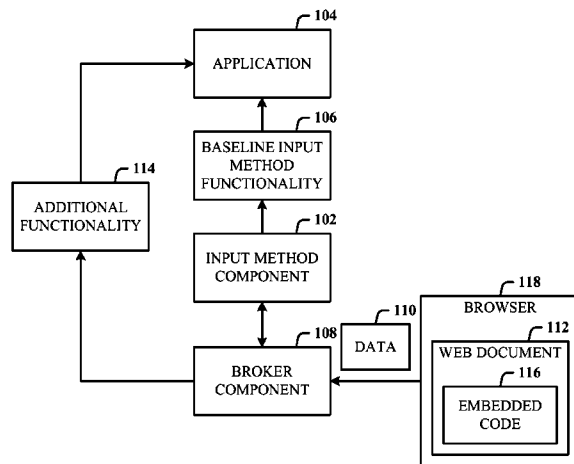 104
APPLICATION
106
BASELINE INPUT
METHOD
FUNCTIONALITY
114
ADDITIONAL
FUNCTIONALITY
102
INPUT METHOD
COMPONENT
118
BROWSER
110
DATA
112
WEB DOCUMENT
108
BROKER
COMPONENT
116
EMBEDDED
CODE